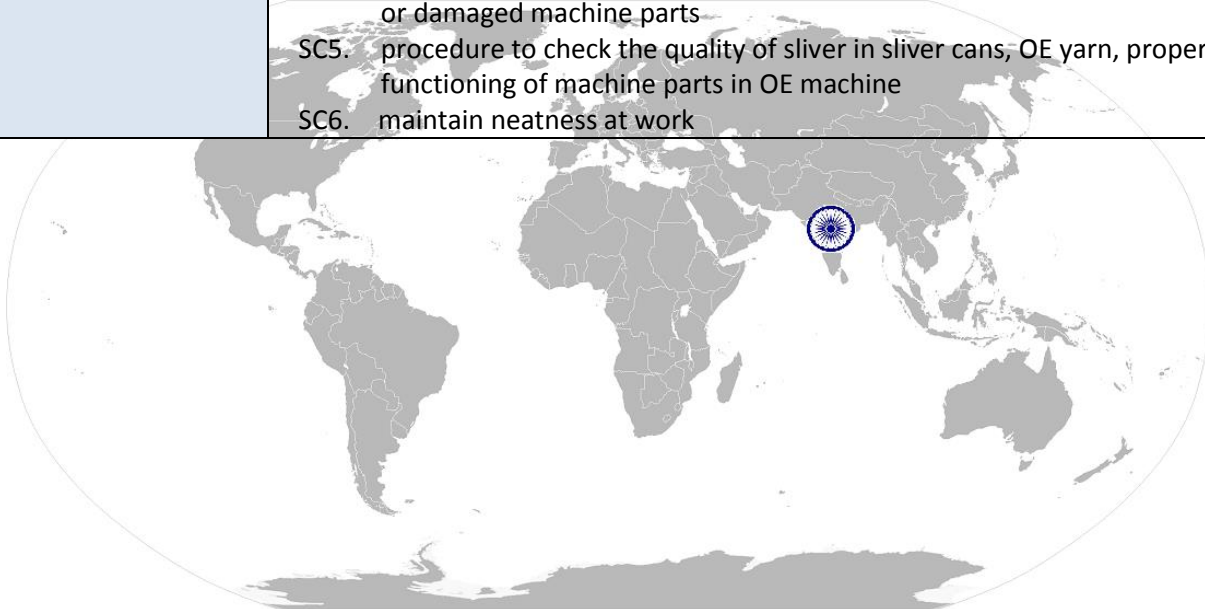 or damaged machine parts
SC5. procedure to check the quality of sliver in sliver cans, OE yarn, proper
functioning of machine parts in OE machine
SC6. maintain neatness at work